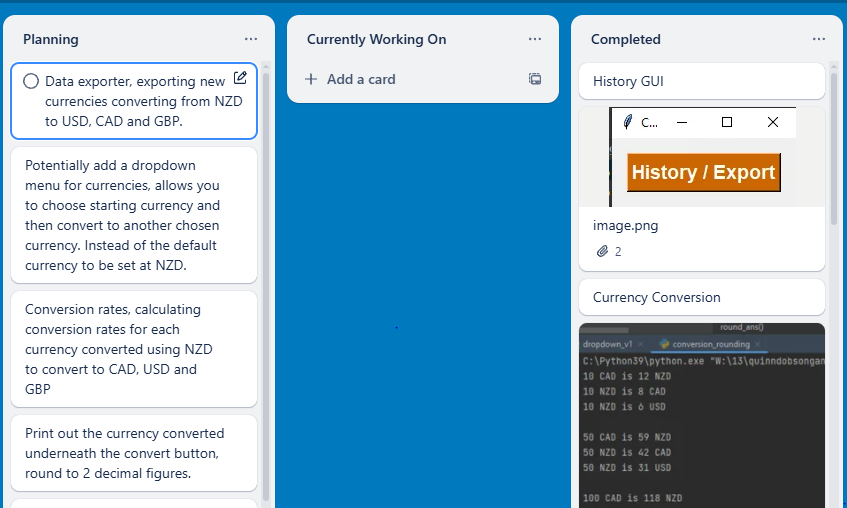 Planning
Data exporter, exporting new
currencies converting from NZD
to USD, CAD and GBP.
Potentially add a dropdown
menu for currencies, allows you
to choose starting currency and
then convert to another chosen
currency. Instead of the default
currency to be set at NZD.
Conversion rates, calculating
conversion rates for each
currency converted using NZD
to convert to CAD, USD and
GBP
Print out the currency converted
underneath the convert button,
round to 2 decimal figures.
Currently Working On
Add a card
Completed
History GUI
C...
History / Export
image.png
2
Currency Conversion
round_ans()
dropdown_v1
conversion_rounding
C:\Python39\python.exe "W:\13\quinndobsongan
10 CAD is 12 NZD
10 NZD is 8 CAD
10 NZD is 6 USD
50 CAD is 59 NZD
50 NZD is 42 CAD
50 NZD is 31 USD
100 CAD is 118 NZD